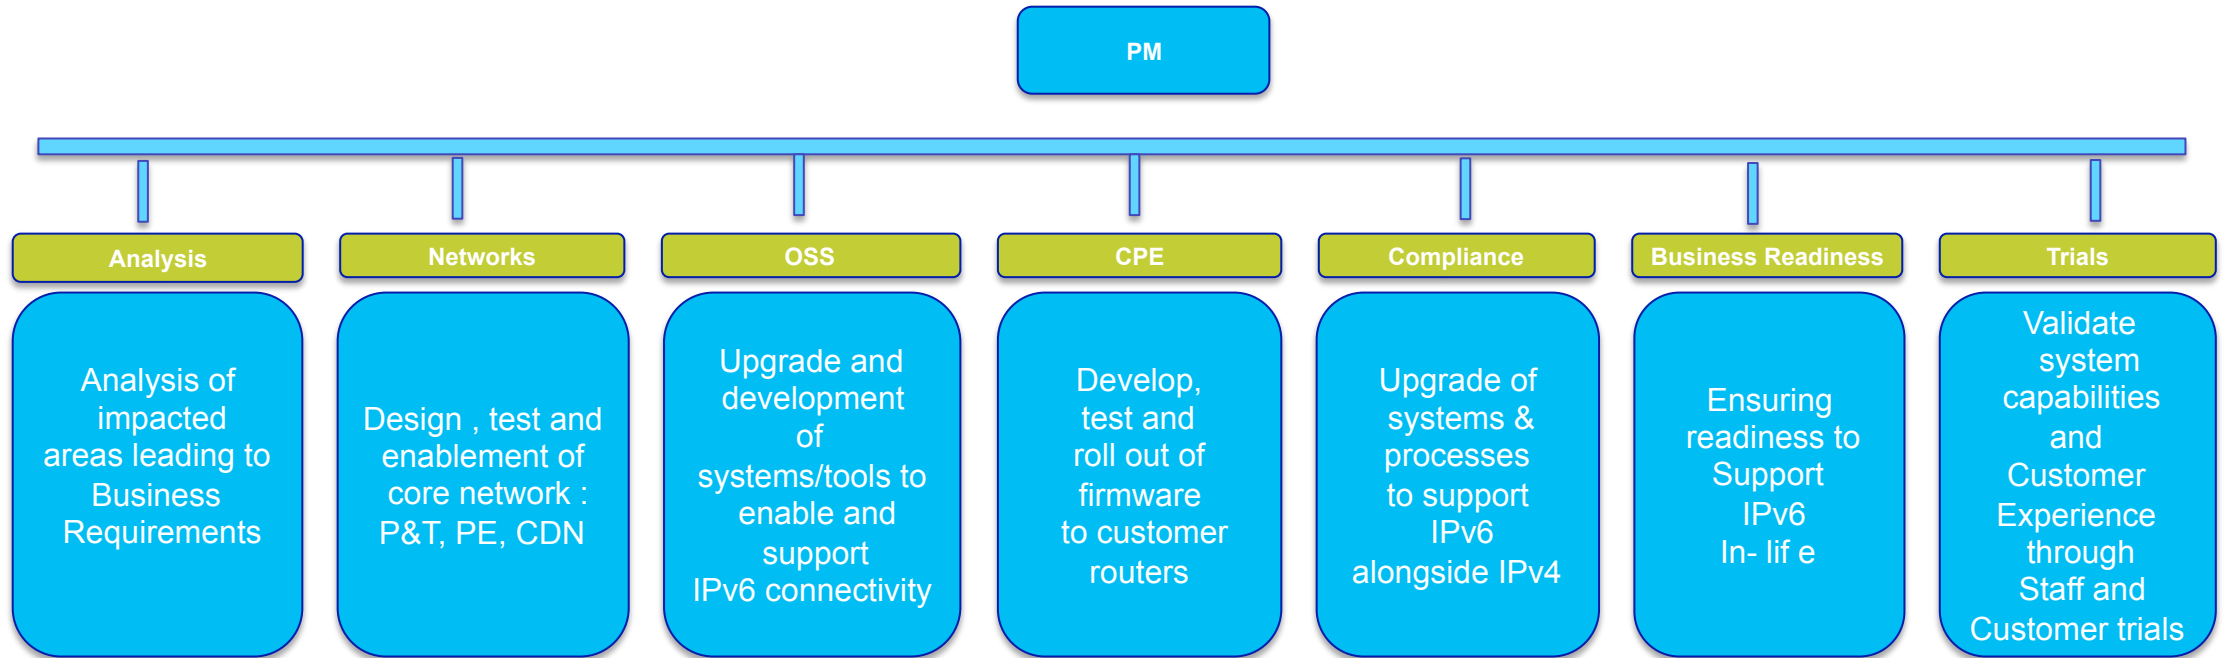 PM
Analysis
Networks
OSS
CPE
Compliance
Business Readiness
Trials
Analysis of
impacted
areas leading to
Business
Requirements
Design , test and
enablement of
core network :
P&T, PE, CDN
Upgrade and
development
of
systems/tools to
enable and
support
IPv6 connectivity
Develop,
test and
roll out of
firmware
to customer
routers
Upgrade of
systems &
processes
to support
IPv6
alongside IPv4
Ensuring
readiness to
Support
IPv6
In- lif e
Validate
system
capabilities
and
Customer
Experience
through
Staff and
Customer trials